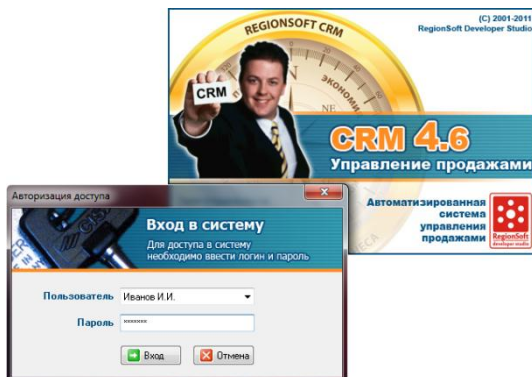 (C) 2001-2011
RegionSoft Developer Studio
REGIONSOFT CRM
CRM
NE
CRM 4.6
Управление продажами
Автоматизированная
система
управления
продажами
RegionSoft
developer studio
Авторизация доступа
Вход в систему
Для доступа в систему
необходимо ввести логин и пароль
Пользователь Иванов И.И.
Пароль *******
Вход Отмена